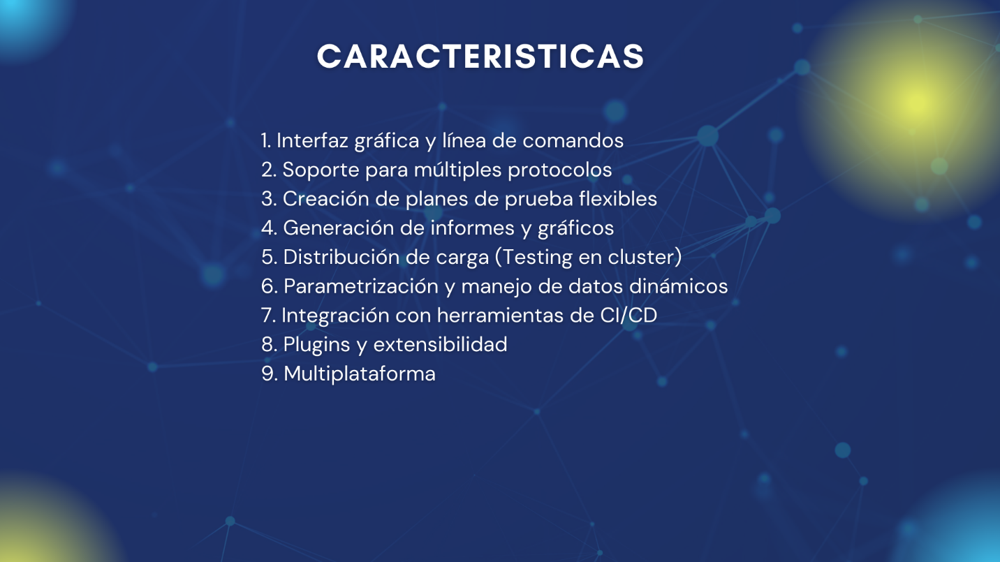 CARACTERISTICAS
1. Interfaz gráfica y línea de comandos
2. Soporte para múltiples protocolos
3. Creación de planes de prueba flexibles
4. Generación de informes y gráficos
5. Distribución de carga (Testing en cluster)
6. Parametrización y manejo de datos dinámicos
7. Integración con herramientas de CI/CD
8. Plugins y extensibilidad
9. Multiplataforma